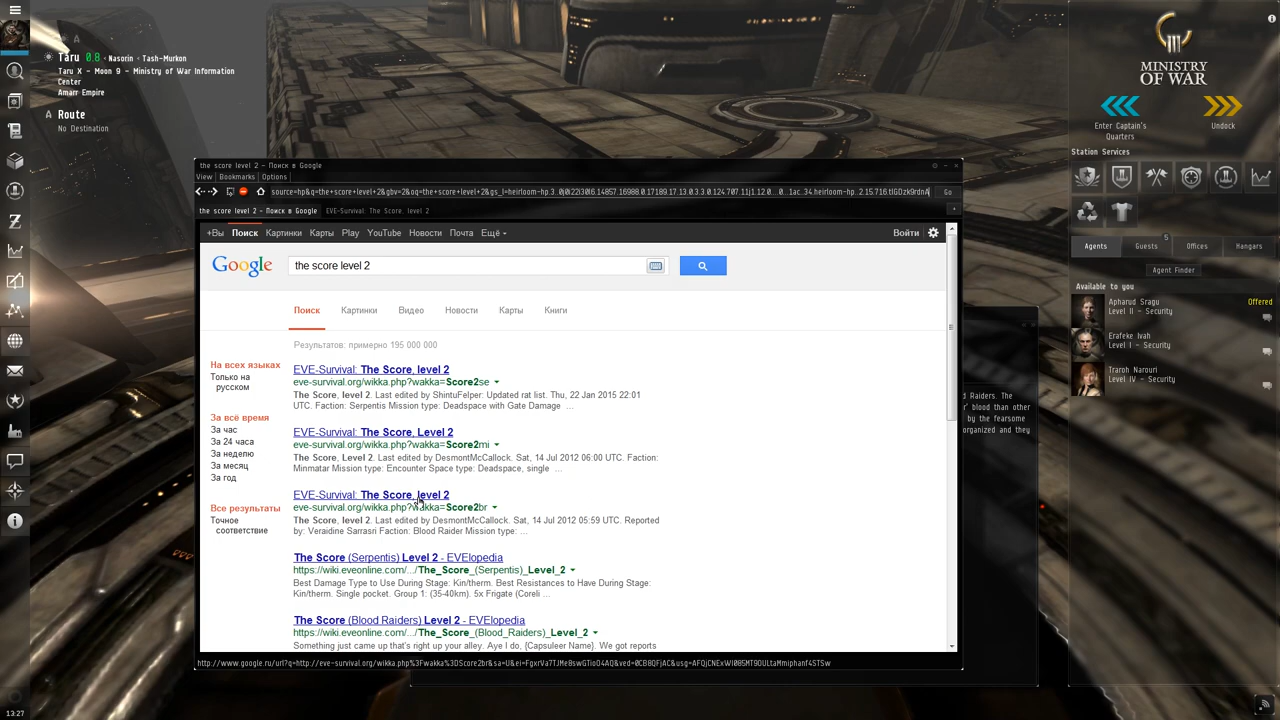 Taru 0.8 · Nasorin · Tash-Murkon
Taru X - Moon 9 - Ministry of War Information
Center
Amarr Empire
Route
No Destination
MINISTRY
OF WAR
Enter Captain's
Quarters
Undock
Station Services
5
Agents
Guests
Offices
Hangars
Agent Finder
Available to you
Apharud Sragu
Offered
Level II - Security
Erafeke Ivah
Level I - Security
Traroh Narouri
Level IV - Security
the score level 2 - Поиск в Google
View
Bookmarks
Options
Go
the score level 2 - Поиск в Google
EVE-Survival: The Score, level 2
+Вы
Поиск
Картинки
Карты
Play
YouTube
Новости
Почта
Ещё
Войти
Google
the score level 2
Поиск
Картинки
Видео
Новости
Карты
Книги
Результатов: примерно 195 000 000
На всех языках
Только на
русском
За всё время
За час
За 24 часа
За неделю
За месяц
За год
Все результаты
Точное
соответствие
EVE-Survival: The Score, level 2
eve-survival.org/wikka.php?wakka=Score2se
The Score, level 2. Last edited by ShintuFelper: Updated rat list. Thu, 22 Jan 2015 22:01
UTC. Faction: Serpentis Mission type: Deadspace with Gate Damage ...
EVE-Survival: The Score, Level 2
eve-survival.org/wikka.php?wakka=Score2mi
The Score, Level 2. Last edited by DesmontMcCallock. Sat, 14 Jul 2012 06:00 UTC. Faction:
Minmatar Mission type: Encounter Space type: Deadspace, single ...
EVE-Survival: The Score, level 2
eve-survival.org/wikka.php?wakka=Score2br
The Score, level 2. Last edited by DesmontMcCallock. Sat, 14 Jul 2012 05:59 UTC. Reported
by: Veraidine Sarrasri Faction: Blood Raider Mission type: ...
The Score (Serpentis) Level 2 - EVElopedia
https://wiki.eveonline.com/.../The_Score_(Serpentis)_Level_2
Best Damage Type to Use During Stage: Kin/therm. Best Resistances to Have During Stage:
Kin/therm. Single pocket. Group 1: (35-40km). 5x Frigate (Coreli ...
The Score (Blood Raiders) Level 2 - EVElopedia
https://wiki.eveonline.com/.../The_Score_(Blood_Raiders)_Level_2
Something just came up that's right up your alley. Aye I do, {Capsuleer Name}. We got reports
d Raiders. The
r' blood than other
by the fearsome
organized and they
13:27